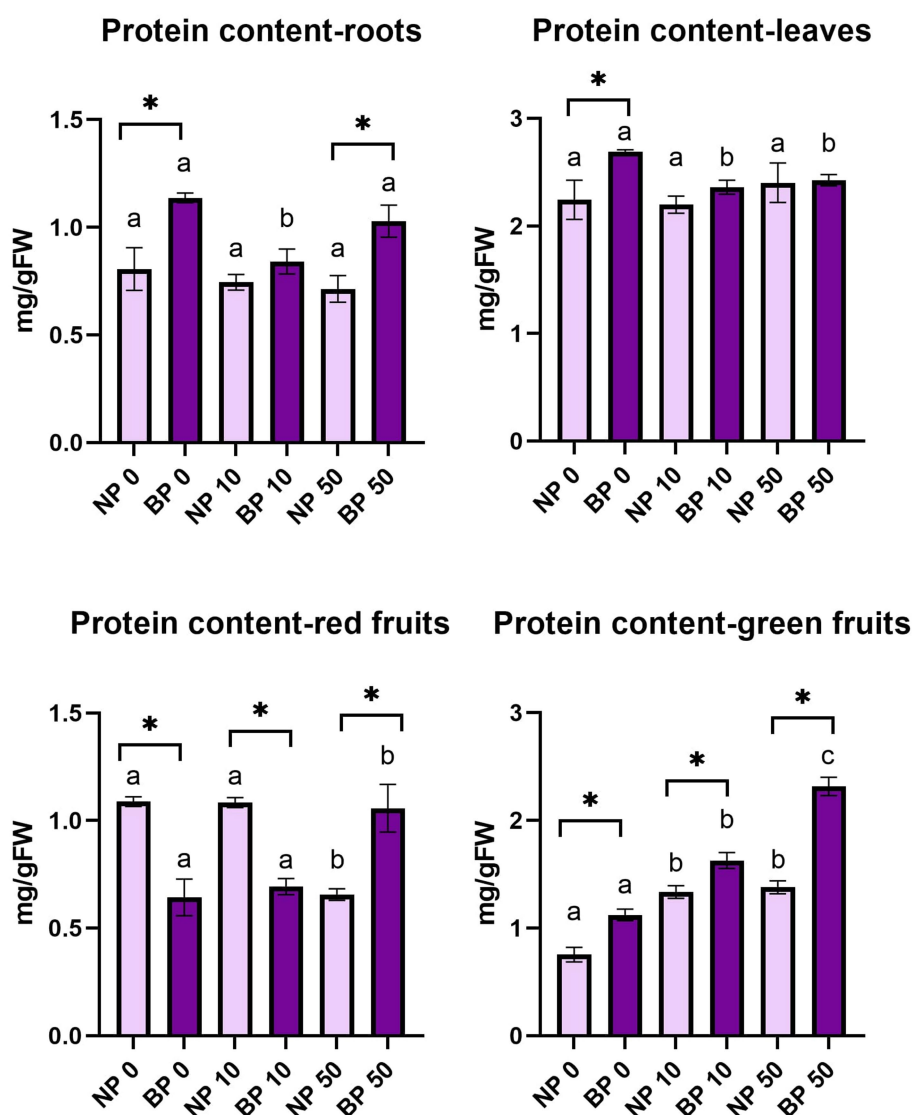 Protein content-roots
mg/gFW
1.5
1.0
0.5
0.0
*
*
a
a
a
b
a
a
NP 0
BP 0
NP 10
BP 10
NP 50
BP 50
Protein content-leaves
mg/gFW
3
2
1
0
*
a
a
a
b
a
b
NP 0
BP 0
NP 10
BP 10
NP 50
BP 50
Protein content-red fruits
mg/gFW
1.5
1.0
0.5
0.0
*
*
*
a
a
a
a
b
b
NP 0
BP 0
NP 10
BP 10
NP 50
BP 50
Protein content-green fruits
mg/gFW
3
2
1
0
*
*
*
a
a
b
b
b
c
NP 0
BP 0
NP 10
BP 10
NP 50
BP 50